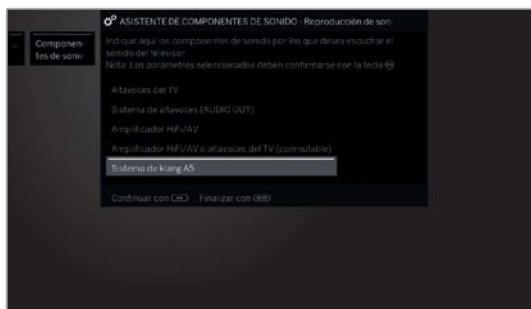 ASISTENTE DE COMPONENTES DE SONIDO - Reproducción de son
...
Componen-
tes de soni
Indique aquí los componentes de sonido por los que desea escuchar el
sonido del televisor.
Nota: Los parámetros seleccionados deben confirmarse con la tecla
Altavoces del TV
Sistema de altavoces (AUDIO OUT)
Amplificador HiFi/AV
Amplificador HiFi/AV o altavoces del TV (conmutable)
Sistema de klang A5
Continuar con Finalizar con